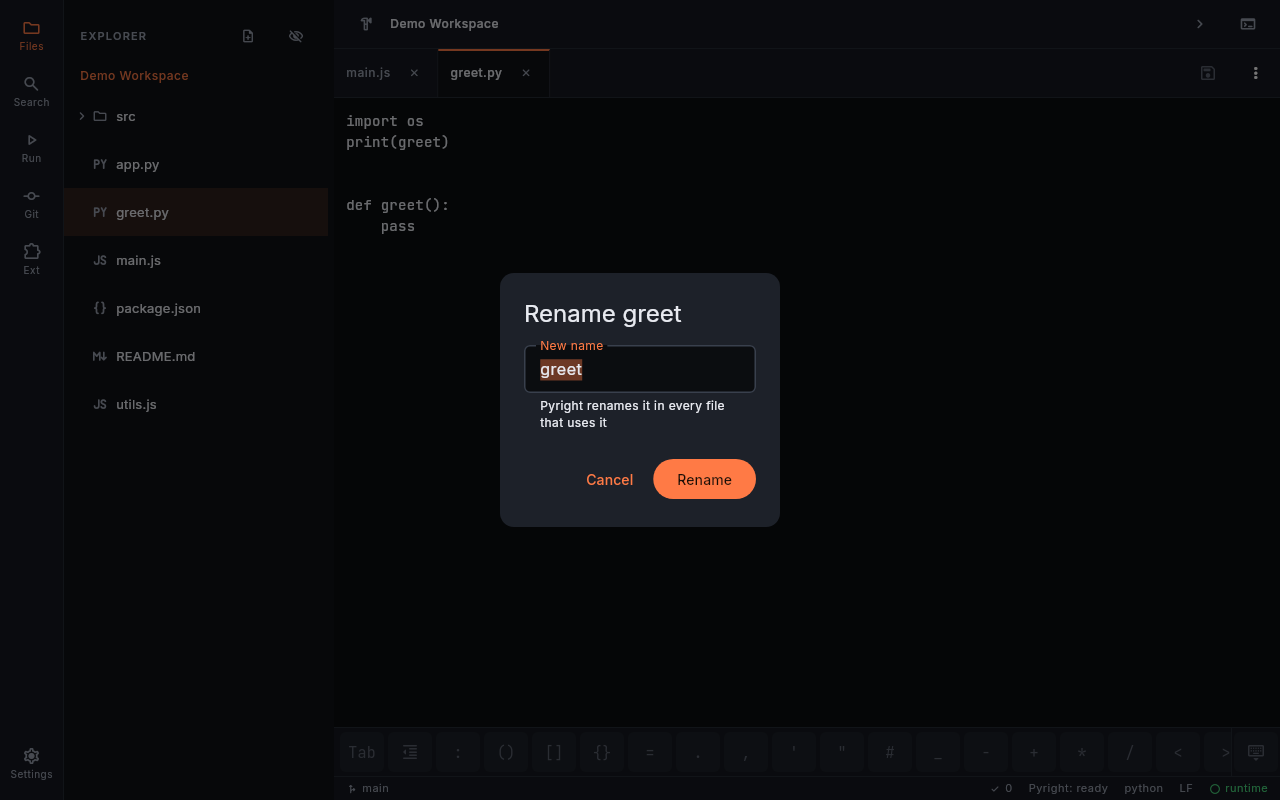 Files
Search
Run
Git
Ext
Settings
EXPLORER
Demo Workspace
src
PY app.py
PY greet.py
JS main.js
{} package.json
M README.md
JS utils.js
Demo Workspace
main.js
greet.py
import os
print(greet)
def greet():
pass
Rename greet
New name
greet
Pyright renames it in every file
that uses it
Cancel
Rename
Tab : () [] {} = . , ' " # _ - + * / < >
main
0 Pyright: ready python LF runtime